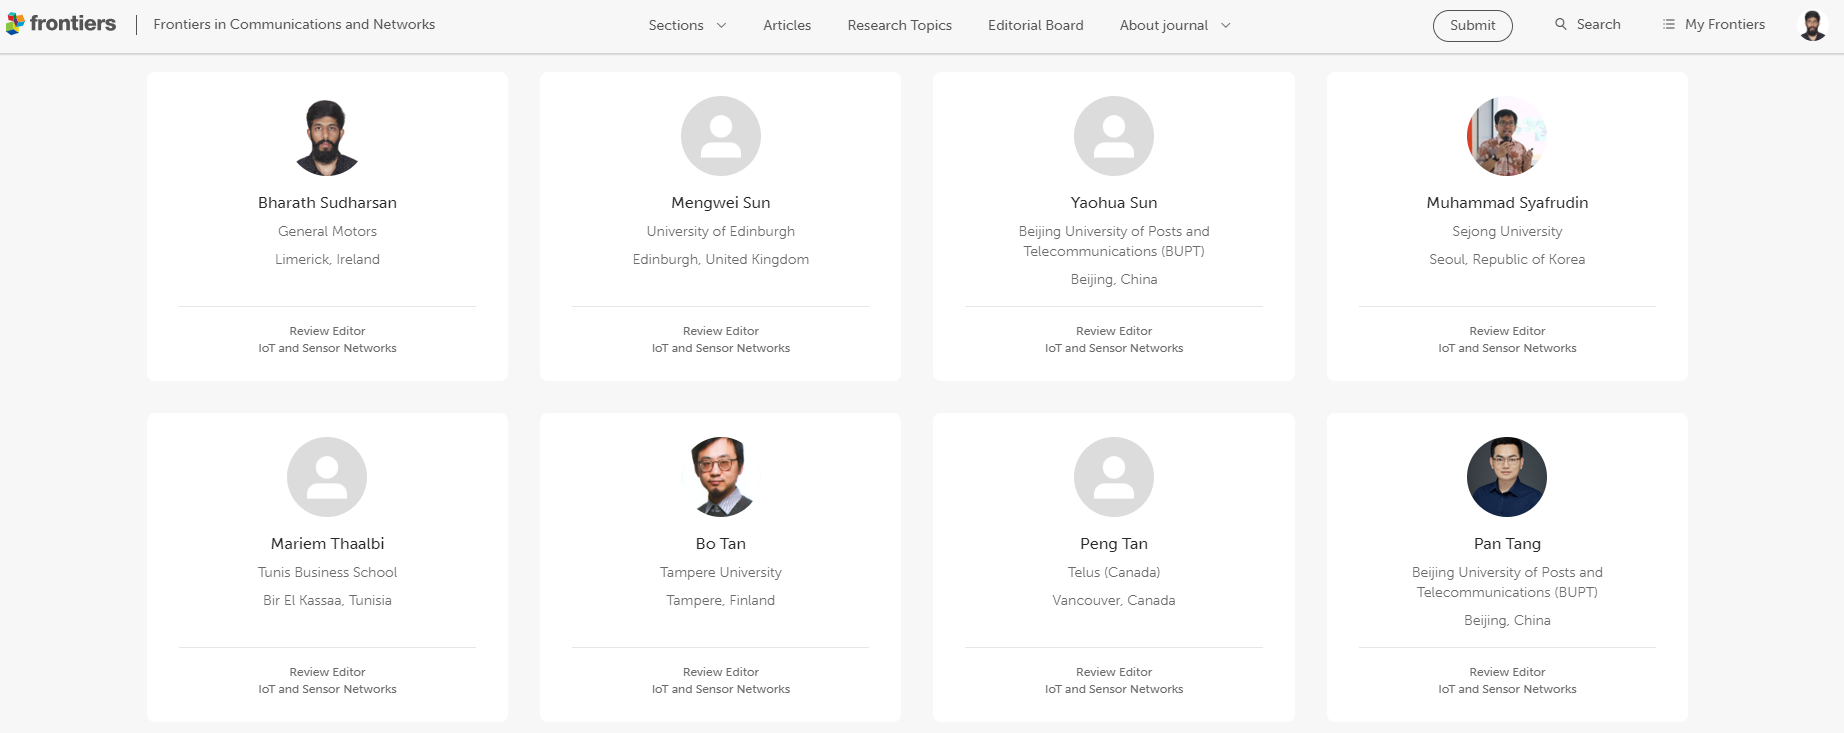 frontiers
Frontiers in Communications and Networks
Sections
Articles
Research Topics
Editorial Board
About journal
Submit
Search
My Frontiers
Bharath Sudharsan
General Motors
Limerick, Ireland
Review Editor
IoT and Sensor Networks
Mengwei Sun
University of Edinburgh
Edinburgh, United Kingdom
Review Editor
IoT and Sensor Networks
Yaohua Sun
Beijing University of Posts and
Telecommunications (BUPT)
Beijing, China
Review Editor
IoT and Sensor Networks
Muhammad Syafrudin
Sejong University
Seoul, Republic of Korea
Review Editor
IoT and Sensor Networks
Mariem Thaalbi
Tunis Business School
Bir El Kassaa, Tunisia
Review Editor
IoT and Sensor Networks
Bo Tan
Tampere University
Tampere, Finland
Review Editor
IoT and Sensor Networks
Peng Tan
Telus (Canada)
Vancouver, Canada
Review Editor
IoT and Sensor Networks
Pan Tang
Beijing University of Posts and
Telecommunications (BUPT)
Beijing, China
Review Editor
IoT and Sensor Networks